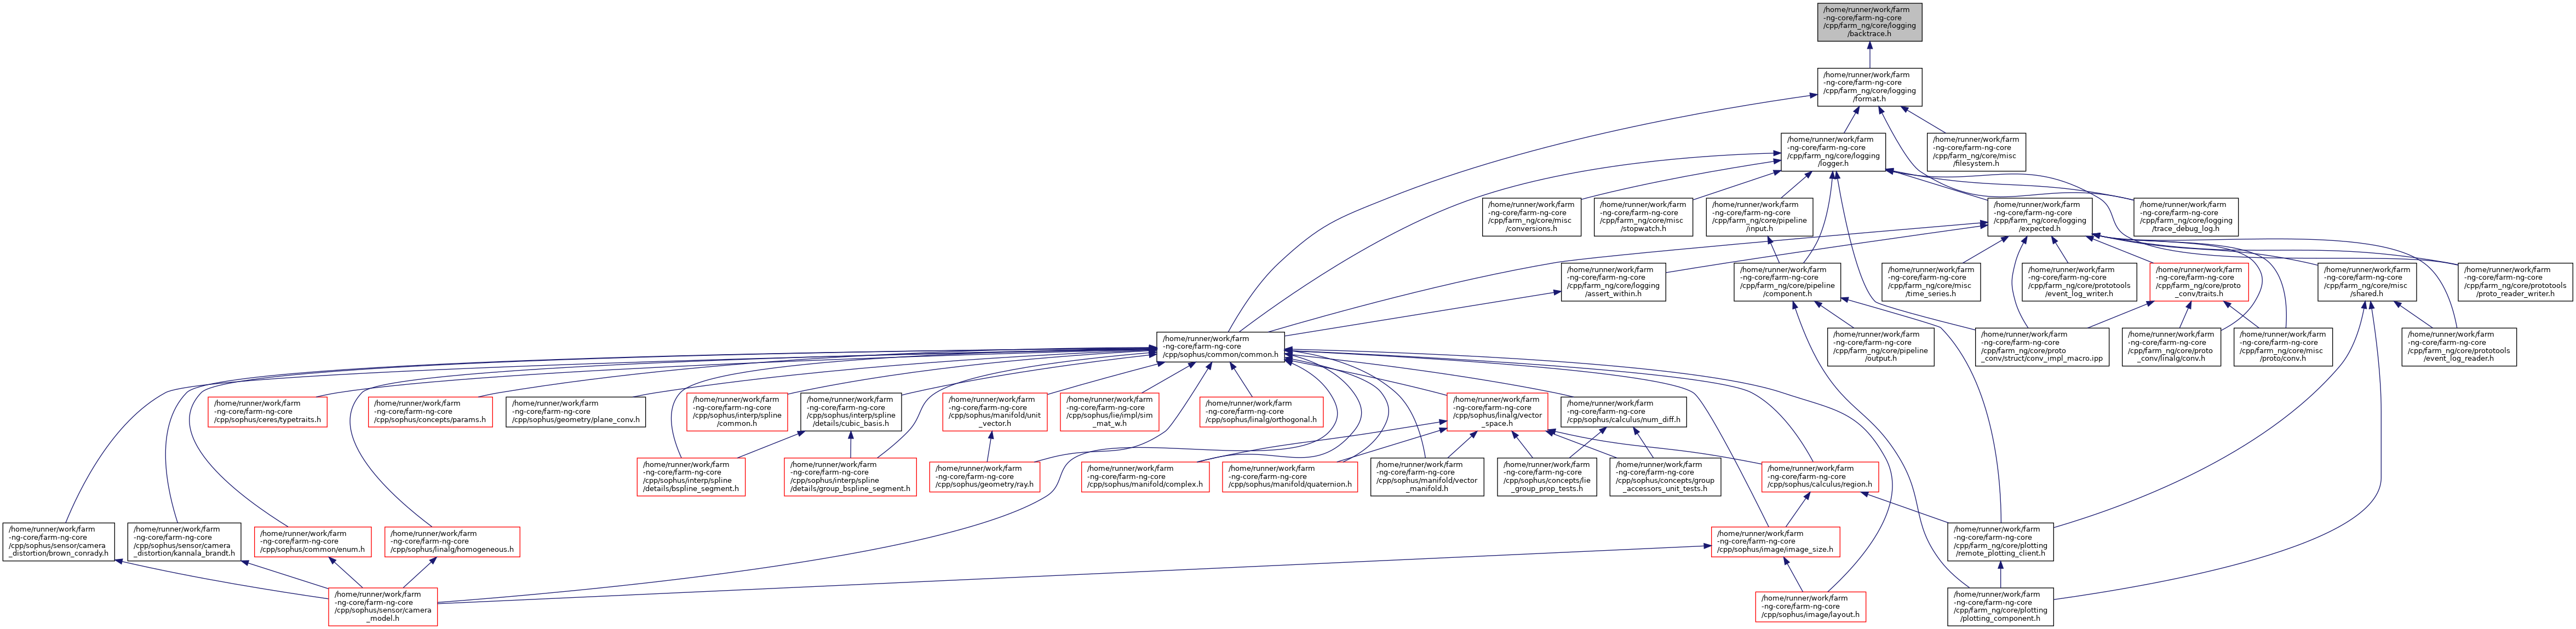 /home/runner/work/farm
-ng-core/farm-ng-core
/cpp/farm_ng/core/logging
/backtrace.h
/home/runner/work/farm
-ng-core/farm-ng-core
/cpp/farm_ng/core/logging
/format.h
/home/runner/work/farm
-ng-core/farm-ng-core
/cpp/farm_ng/core/logging
/logger.h
/home/runner/work/farm
-ng-core/farm-ng-core
/cpp/farm_ng/core/misc
/filesystem.h
/home/runner/work/farm
-ng-core/farm-ng-core
/cpp/farm_ng/core/misc
/conversions.h
/home/runner/work/farm
-ng-core/farm-ng-core
/cpp/farm_ng/core/misc
/stopwatch.h
/home/runner/work/farm
-ng-core/farm-ng-core
/cpp/farm_ng/core/pipeline
/input.h
/home/runner/work/farm
-ng-core/farm-ng-core
/cpp/farm_ng/core/logging
/expected.h
/home/runner/work/farm
-ng-core/farm-ng-core
/cpp/farm_ng/core/logging
/trace_debug_log.h
/home/runner/work/farm
-ng-core/farm-ng-core
/cpp/farm_ng/core/logging
/assert_within.h
/home/runner/work/farm
-ng-core/farm-ng-core
/cpp/farm_ng/core/pipeline
/component.h
/home/runner/work/farm
-ng-core/farm-ng-core
/cpp/farm_ng/core/misc
/time_series.h
/home/runner/work/farm
-ng-core/farm-ng-core
/cpp/farm_ng/core/prototools
/event_log_writer.h
/home/runner/work/farm
-ng-core/farm-ng-core
/cpp/farm_ng/core/proto
_conv/traits.h
/home/runner/work/farm
-ng-core/farm-ng-core
/cpp/farm_ng/core/misc
/shared.h
/home/runner/work/farm
-ng-core/farm-ng-core
/cpp/farm_ng/core/prototools
/proto_reader_writer.h
/home/runner/work/farm
-ng-core/farm-ng-core
/cpp/sophus/common/common.h
/home/runner/work/farm
-ng-core/farm-ng-core
/cpp/farm_ng/core/pipeline
/output.h
/home/runner/work/farm
-ng-core/farm-ng-core
/cpp/farm_ng/core/proto
_conv/struct/conv_impl_macro.ipp
/home/runner/work/farm
-ng-core/farm-ng-core
/cpp/farm_ng/core/proto
_conv/linalg/conv.h
/home/runner/work/farm
-ng-core/farm-ng-core
/cpp/farm_ng/core/misc
/proto/conv.h
/home/runner/work/farm
-ng-core/farm-ng-core
/cpp/farm_ng/core/prototools
/event_log_reader.h
/home/runner/work/farm
-ng-core/farm-ng-core
/cpp/sophus/ceres/typetraits.h
/home/runner/work/farm
-ng-core/farm-ng-core
/cpp/sophus/concepts/params.h
/home/runner/work/farm
-ng-core/farm-ng-core
/cpp/sophus/geometry/plane_conv.h
/home/runner/work/farm
-ng-core/farm-ng-core
/cpp/sophus/interp/spline
/common.h
/home/runner/work/farm
-ng-core/farm-ng-core
/cpp/sophus/interp/spline
/details/cubic_basis.h
/home/runner/work/farm
-ng-core/farm-ng-core
/cpp/sophus/manifold/unit
_vector.h
/home/runner/work/farm
-ng-core/farm-ng-core
/cpp/sophus/lie/impl/sim
_mat_w.h
/home/runner/work/farm
-ng-core/farm-ng-core
/cpp/sophus/linalg/orthogonal.h
/home/runner/work/farm
-ng-core/farm-ng-core
/cpp/sophus/linalg/vector
_space.h
/home/runner/work/farm
-ng-core/farm-ng-core
/cpp/sophus/calculus/num_diff.h
/home/runner/work/farm
-ng-core/farm-ng-core
/cpp/sophus/interp/spline
/details/bspline_segment.h
/home/runner/work/farm
-ng-core/farm-ng-core
/cpp/sophus/interp/spline
/details/group_bspline_segment.h
/home/runner/work/farm
-ng-core/farm-ng-core
/cpp/sophus/geometry/ray.h
/home/runner/work/farm
-ng-core/farm-ng-core
/cpp/sophus/manifold/complex.h
/home/runner/work/farm
-ng-core/farm-ng-core
/cpp/sophus/manifold/quaternion.h
/home/runner/work/farm
-ng-core/farm-ng-core
/cpp/sophus/manifold/vector
_manifold.h
/home/runner/work/farm
-ng-core/farm-ng-core
/cpp/sophus/concepts/lie
_group_prop_tests.h
/home/runner/work/farm
-ng-core/farm-ng-core
/cpp/sophus/concepts/group
_accessors_unit_tests.h
/home/runner/work/farm
-ng-core/farm-ng-core
/cpp/sophus/calculus/region.h
/home/runner/work/farm
-ng-core/farm-ng-core
/cpp/sophus/sensor/camera
_distortion/brown_conrady.h
/home/runner/work/farm
-ng-core/farm-ng-core
/cpp/sophus/sensor/camera
_distortion/kannala_brandt.h
/home/runner/work/farm
-ng-core/farm-ng-core
/cpp/sophus/common/enum.h
/home/runner/work/farm
-ng-core/farm-ng-core
/cpp/sophus/linalg/homogeneous.h
/home/runner/work/farm
-ng-core/farm-ng-core
/cpp/sophus/image/image_size.h
/home/runner/work/farm
-ng-core/farm-ng-core
/cpp/farm_ng/core/plotting
/remote_plotting_client.h
/home/runner/work/farm
-ng-core/farm-ng-core
/cpp/sophus/sensor/camera
_model.h
/home/runner/work/farm
-ng-core/farm-ng-core
/cpp/sophus/image/layout.h
/home/runner/work/farm
-ng-core/farm-ng-core
/cpp/farm_ng/core/plotting
/plotting_component.h